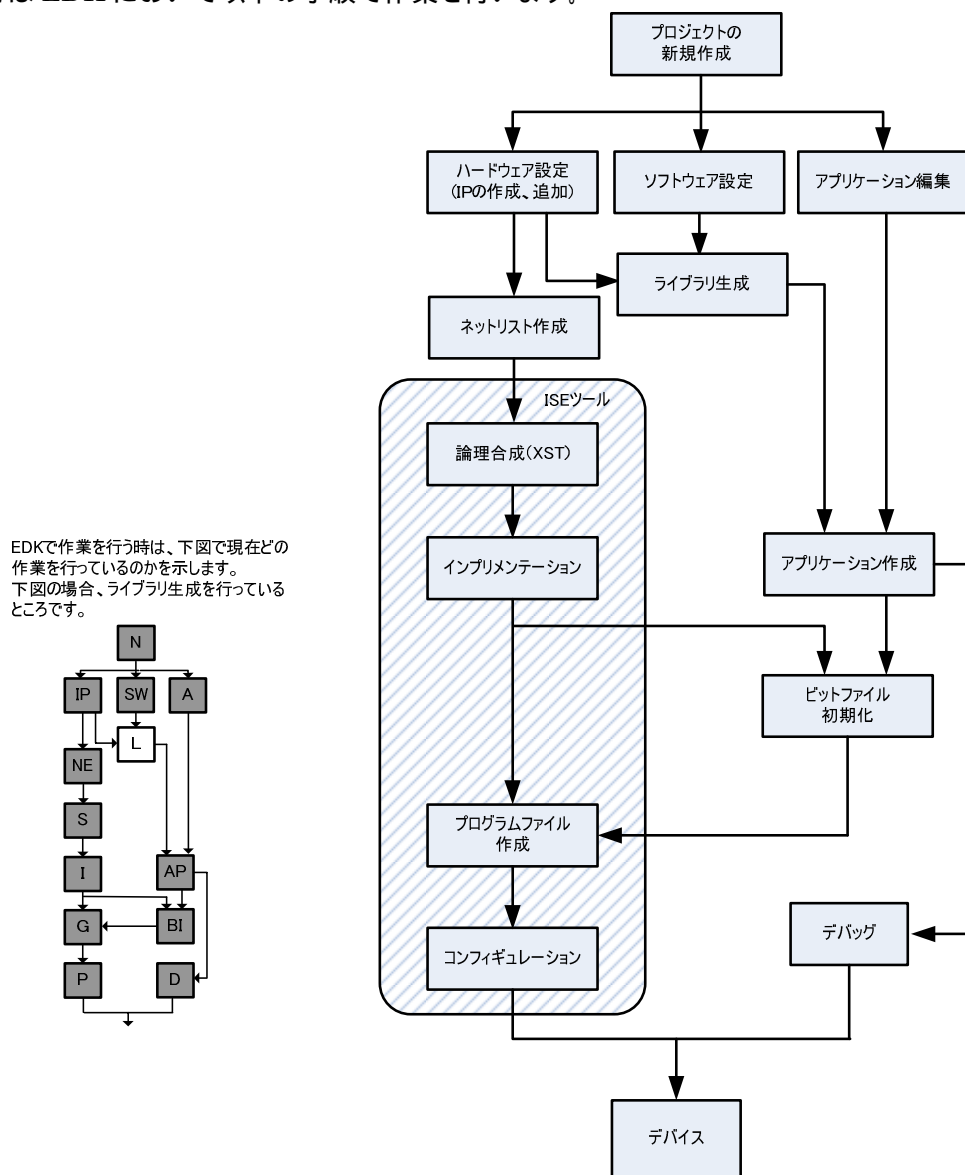 プロジェクトの
新規作成
ハードウェア設定
(IPの作成、追加)
ソフトウェア設定
アプリケーション編集
ライブラリ生成
ネットリスト作成
ISEツール
論理合成(XST)
インプリメンテーション
アプリケーション作成
ビットファイル
初期化
プログラムファイル
作成
コンフィギュレーション
デバッグ
デバイス
EDKで作業を行う時は、下図で現在どの
作業を行っているのかを示します。
下図の場合、ライブラリ生成を行っている
ところです。
N
IP
SW
A
L
NE
S
I
AP
G
BI
P
D